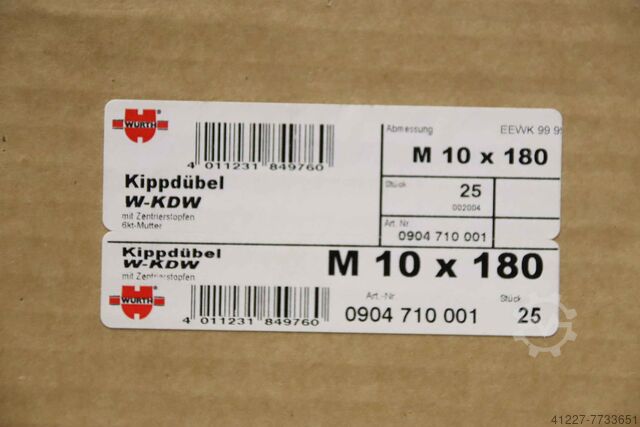 WÜRTH
®
4 011231 849760
Kippdübel
W-KDW
mit Zentrierstopfen
6kt-Mutter
Abmessung
EEWK 99 9
M 10 x 180
Stück
25
002004
Art. Nr.
0904 710 001
Kippdübel
W-KDW
mit Zentrierstopfen
M 10 x 180
WÜRTH
4 011231 849760
Art.-Nr.
0904 710 001
Stück
25
41227-7733651